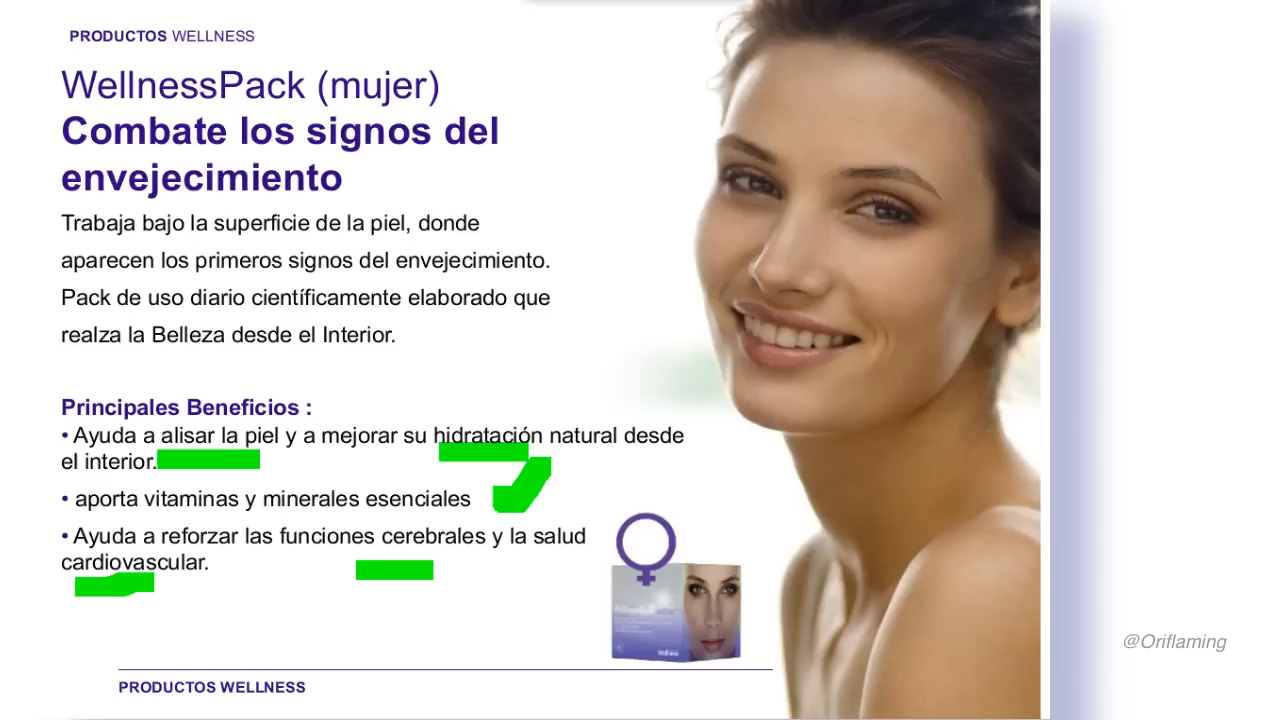 PRODUCTOS WELLNESS
WellnessPack (mujer)
Combate los signos del
envejecimiento
Trabaja bajo la superficie de la piel, donde
aparecen los primeros signos del envejecimiento.
Pack de uso diario científicamente elaborado que
realza la Belleza desde el Interior.
Principales Beneficios :
• Ayuda a alisar la piel y a mejorar su hidratación natural desde
el interior.
• aporta vitaminas y minerales esenciales
• Ayuda a reforzar las funciones cerebrales y la salud
cardiovascular.
@Oriflaming
PRODUCTOS WELLNESS